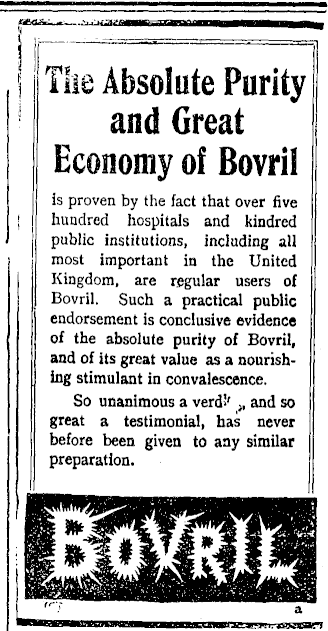 The Absolute Purity
and Great
Economy of Bovril
is proven by the fact that over five
hundred hospitals and kindred
public institutions, including all
most important in the United
Kingdom, are regular users of
Bovril. Such a practical public
endorsement is conclusive evidence
of the absolute purity of Bovril,
and of its great value as a nourish-
ing stimulant in convalescence.
So unanimous a and so
great a testimonial, has never
before been given to any similar
preparation.
BOVRIL
a